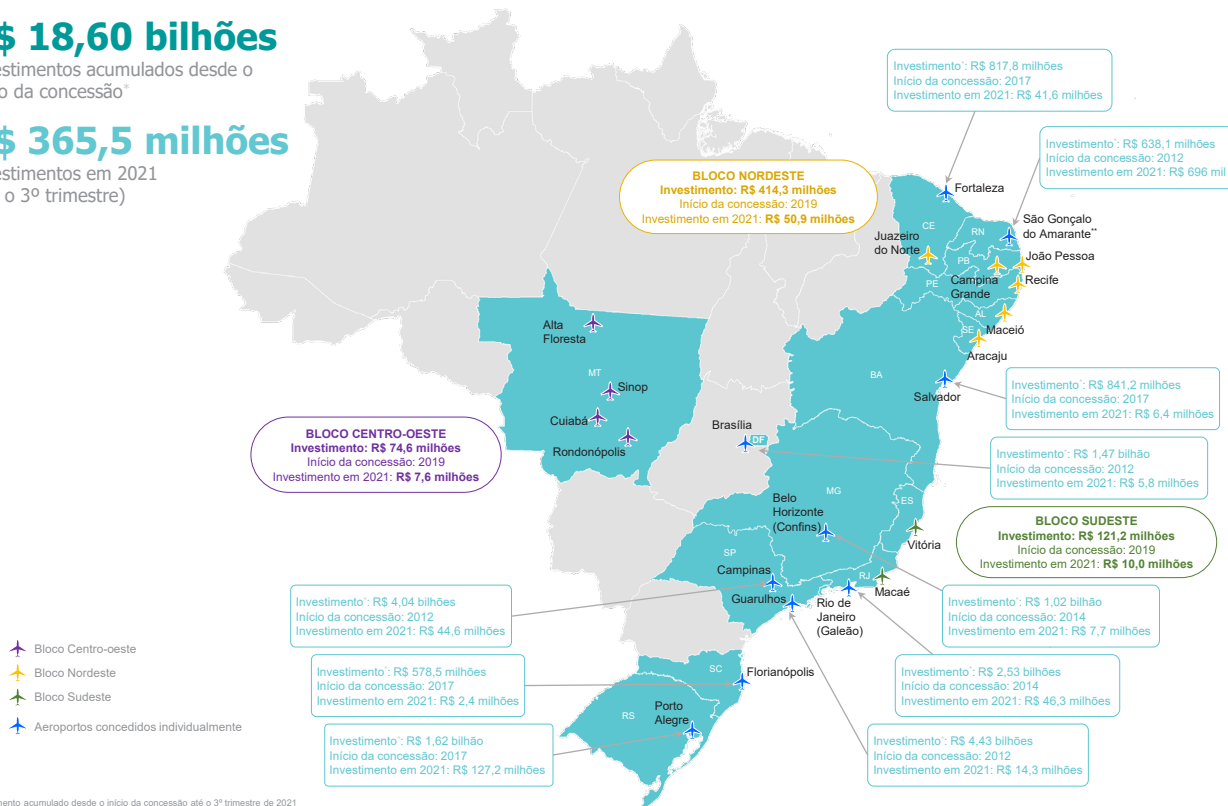 $ 18,60 bilhões
estimentos acumulados desde o
o da concessão*
$ 365,5 milhões
estimentos em 2021
o 3º trimestre)
Investimento*: R$ 817,8 milhões
Início da concessão: 2017
Investimento em 2021: R$ 41,6 milhões
Investimento*: R$ 638,1 milhões
Início da concessão: 2012
Investimento em 2021: R$ 696 mil
BLOCO NORDESTE
Investimento: R$ 414,3 milhões
Início da concessão: 2019
Investimento em 2021: R$ 50,9 milhões
Fortaleza
São Gonçalo
do Amarante**
CE
RN
Juazeiro
do Norte
PB
João Pessoa
Campina
Grande
Recife
PE
AL
Maceió
SE
Aracaju
Alta
Floresta
MT
Sinop
Cuiabá
Rondonópolis
BA
Salvador
Investimento*: R$ 841,2 milhões
Início da concessão: 2017
Investimento em 2021: R$ 6,4 milhões
BLOCO CENTRO-OESTE
Investimento: R$ 74,6 milhões
Início da concessão: 2019
Investimento em 2021: R$ 7,6 milhões
Brasília
DF
Investimento*: R$ 1,47 bilhão
Início da concessão: 2012
Investimento em 2021: R$ 5,8 milhões
MG
ES
Belo
Horizonte
(Confins)
Vitória
BLOCO SUDESTE
Investimento: R$ 121,2 milhões
Início da concessão: 2019
Investimento em 2021: R$ 10,0 milhões
SP
Campinas
Guarulhos
RJ
Macaé
Rio de
Janeiro
(Galeão)
Investimento*: R$ 4,04 bilhões
Início da concessão: 2012
Investimento em 2021: R$ 44,6 milhões
Investimento*: R$ 1,02 bilhão
Início da concessão: 2014
Investimento em 2021: R$ 7,7 milhões
Bloco Centro-oeste
Bloco Nordeste
Bloco Sudeste
Aeroportos concedidos individualmente
Investimento*: R$ 578,5 milhões
Início da concessão: 2017
Investimento em 2021: R$ 2,4 milhões
SC
Florianópolis
Investimento*: R$ 2,53 bilhões
Início da concessão: 2014
Investimento em 2021: R$ 46,3 milhões
RS
Porto
Alegre
Investimento*: R$ 1,62 bilhão
Início da concessão: 2017
Investimento em 2021: R$ 127,2 milhões
Investimento*: R$ 4,43 bilhões
Início da concessão: 2012
Investimento em 2021: R$ 14,3 milhões
mento acumulado desde o início da concessão até o 3º trimestre de 2021